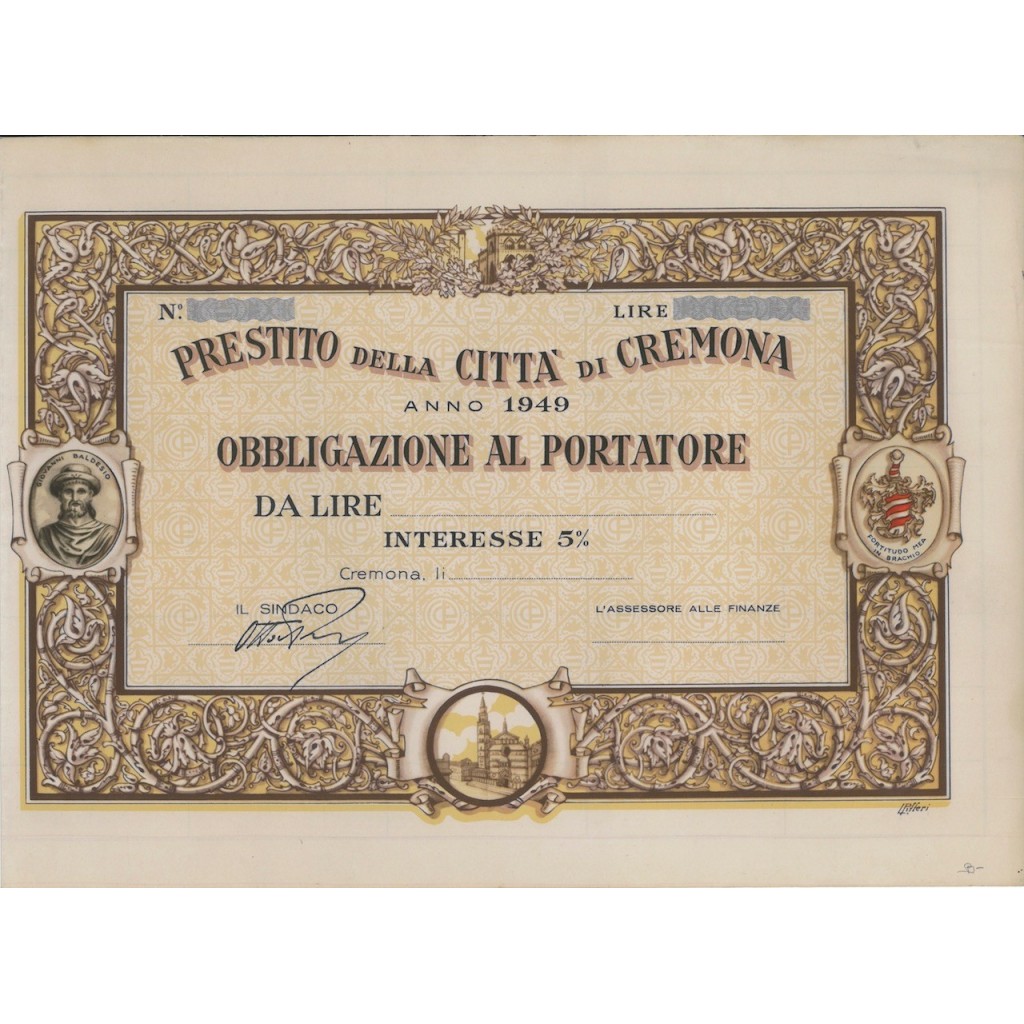 Nº. LIRE
PRESTITO DELLA CITTA' DI CREMONA
ANNO 1949
OBBLIGAZIONE AL PORTATORE
DA LIRE
INTERESSE 5%
Cremona, li
IL SINDACO L'ASSESSORE ALLE FINANZE
GIOVANNI BALDESIO
FORTITUDO MEA
IN BRACHIO